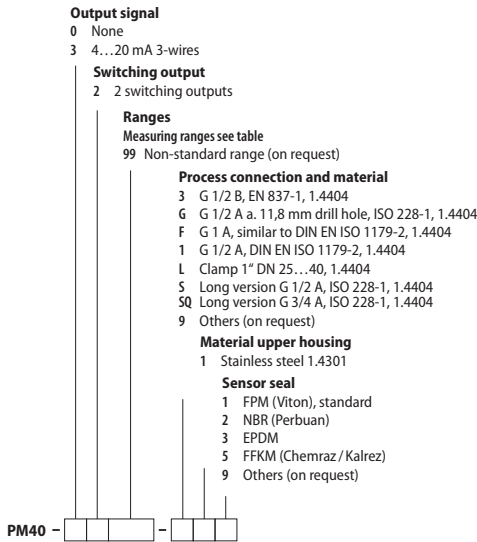 Output signal
0 None
3 4…20 mA 3-wires
Switching output
2 2 switching outputs
Ranges
Measuring ranges see table
99 Non-standard range (on request)
Process connection and material
3 G 1/2 B, EN 837-1, 1.4404
G G 1/2 A a. 11,8 mm drill hole, ISO 228-1, 1.4404
F G 1 A, similar to DIN EN ISO 1179-2, 1.4404
1 G 1/2 A, DIN EN ISO 1179-2, 1.4404
L Clamp 1“ DN 25…40, 1.4404
S Long version G 1/2 A, ISO 228-1, 1.4404
SQ Long version G 3/4 A, ISO 228-1, 1.4404
9 Others (on request)
Material upper housing
1 Stainless steel 1.4301
Sensor seal
1 FPM (Viton), standard
2 NBR (Perbuan)
3 EPDM
5 FFKM (Chemraz / Kalrez)
9 Others (on request)
PM40 – –